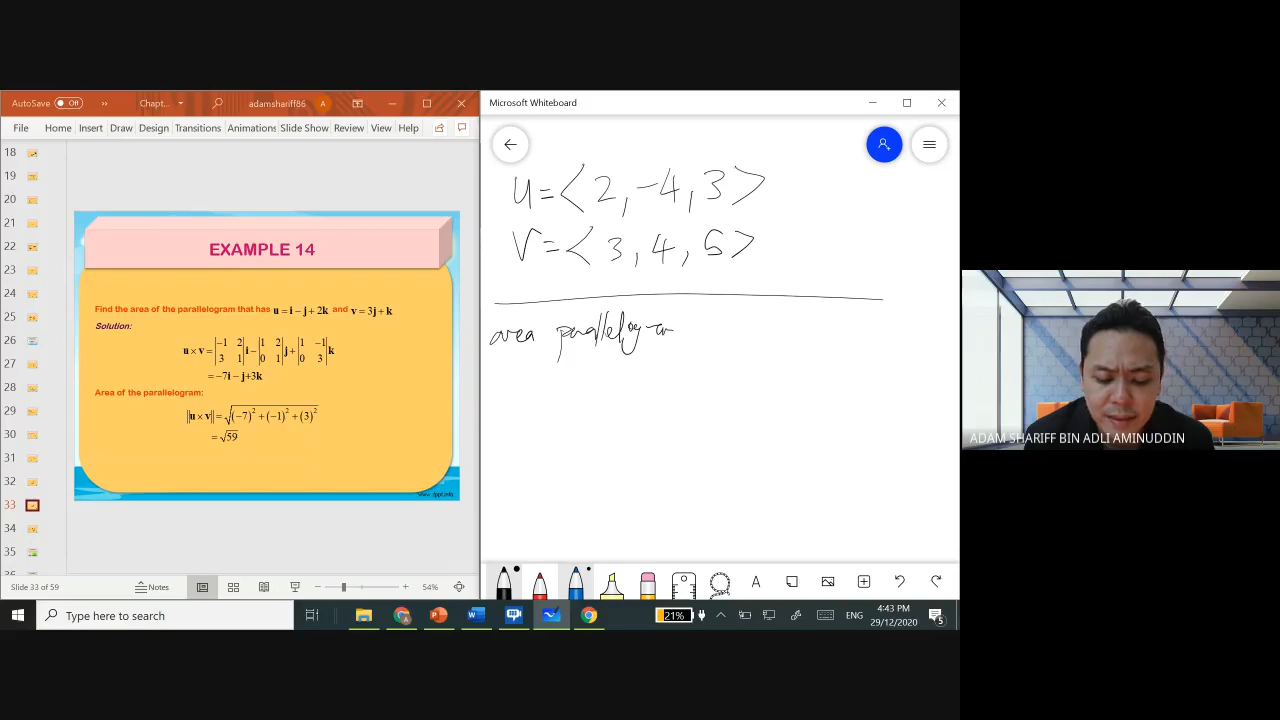 AutoSave Off
Chapt...
adamshariff86
A
File Home Insert Draw Design Transitions Animations Slide Show Review View Help
18
19
20
21
22
23
24
25
26
27
28
29
30
31
32
33
34
35
EXAMPLE 14
Find the area of the parallelogram that has u = i − j + 2k and v = 3j + k
Solution:
u × v = |−1 2; 3 1| i − |1 2; 0 1| j + |1 −1; 0 3| k
= −7i − j+3k
Area of the parallelogram:
‖u × v‖ = √(−7)² + (−1)² + (3)²
= √59
www.fppt.info
Slide 33 of 59
Notes
54%
Microsoft Whiteboard
u = < 2, −4, 3 >
v = < 3, 4, 5 >
area parallelogram
A
ADAM SHARIFF BIN ADLI AMINUDDIN
Type here to search
21%
ENG
4:43 PM
29/12/2020
5